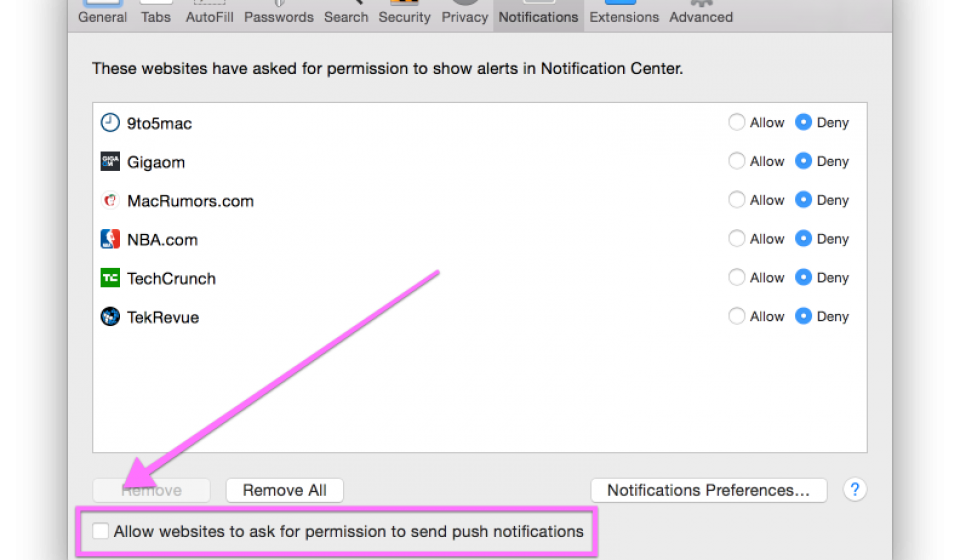 General Tabs AutoFill Passwords Search Security Privacy Notifications Extensions Advanced
These websites have asked for permission to show alerts in Notification Center.
9to5mac Allow Deny
GIGA OM Gigaom Allow Deny
MacRumors.com Allow Deny
NBA.com Allow Deny
TC TechCrunch Allow Deny
TekRevue Allow Deny
Remove Remove All Notifications Preferences... ?
Allow websites to ask for permission to send push notifications